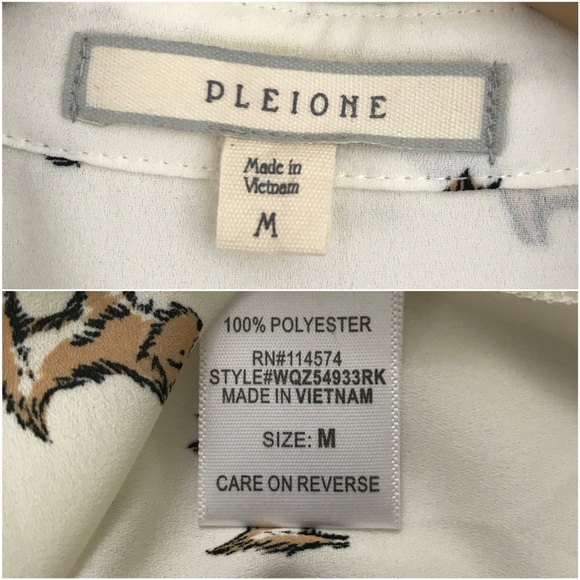 PLEIONE
Made in
Vietnam
M
100% POLYESTER
RN#114574
STYLE#WQZ54933RK
MADE IN VIETNAM
SIZE: M
CARE ON REVERSE